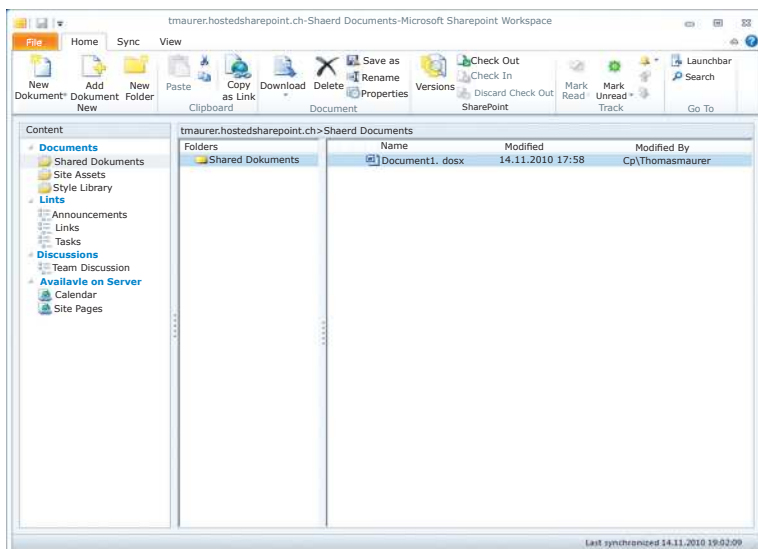 tmaurer.hostedsharepoint.ch-Shaerd Documents-Microsoft Sharepoint Workspace
File Home Sync View
New Dokument
Add Dokument New
New Folder
New
Paste
Copy as Link
Clipboard
Download
Delete
Save as
Rename
Properties
Document
Versions
Check Out
Check In
Discard Check Out
SharePoint
Mark Read
Mark Unread
Track
Launchbar
Search
Go To
Content
Documents
Shared Dokuments
Site Assets
Style Library
Lints
Announcements
Links
Tasks
Discussions
Team Discussion
Availavle on Server
Calendar
Site Pages
tmaurer.hostedsharepoint.ch>Shaerd Documents
Folders
Shared Dokuments
Name Modified Modified By
Document1. dosx 14.11.2010 17:58 Cp\Thomasmaurer
Last synchronized 14.11.2010 19:02:09